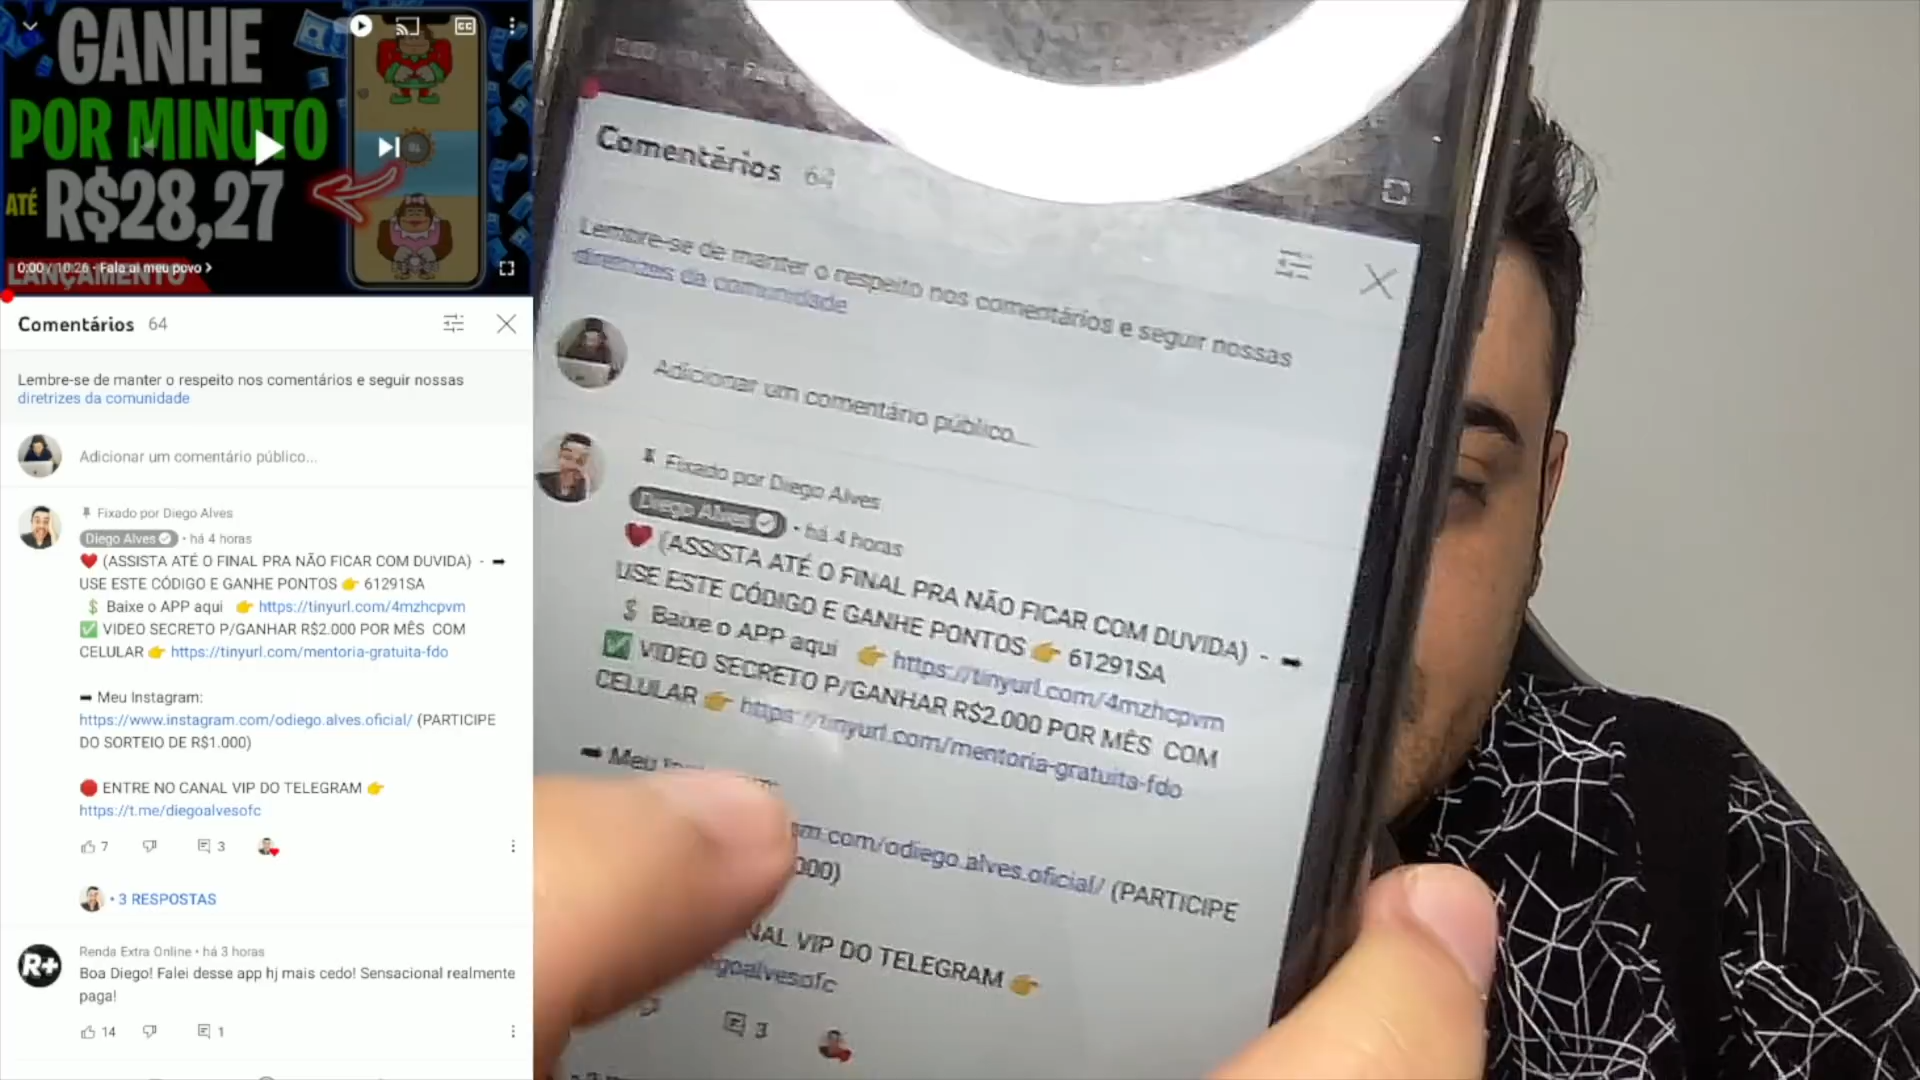 GANHE
POR MINUTO
ATÉ R$28,27
0:00 / 10:26 · Fala ai meu povo >
LANÇAMENTO
Comentários 64
Lembre-se de manter o respeito nos comentários e seguir nossas
diretrizes da comunidade
Adicionar um comentário público...
Fixado por Diego Alves
Diego Alves • há 4 horas
❤️ (ASSISTA ATÉ O FINAL PRA NÃO FICAR COM DUVIDA) - ➡
USE ESTE CÓDIGO E GANHE PONTOS 👉 61291SA
💲 Baixe o APP aqui 👉 https://tinyurl.com/4mzhcpvm
✅ VIDEO SECRETO P/GANHAR R$2.000 POR MÊS COM
CELULAR 👉 https://tinyurl.com/mentoria-gratuita-fdo
➡ Meu Instagram:
https://www.instagram.com/odiego.alves.oficial/ (PARTICIPE
DO SORTEIO DE R$1.000)
🛑 ENTRE NO CANAL VIP DO TELEGRAM 👉
https://t.me/diegoalvesofc
7 3
• 3 RESPOSTAS
R+
Renda Extra Online • há 3 horas
Boa Diego! Falei desse app hj mais cedo! Sensacional realmente
paga!
14 1
Comentários 64
Lembre-se de manter o respeito nos comentários e seguir nossas
diretrizes da comunidade
Adicionar um comentário público...
Fixado por Diego Alves
Diego Alves • há 4 horas
❤️ (ASSISTA ATÉ O FINAL PRA NÃO FICAR COM DUVIDA) - ➡
USE ESTE CÓDIGO E GANHE PONTOS 👉 61291SA
💲 Baixe o APP aqui 👉 https://tinyurl.com/4mzhcpvm
✅ VIDEO SECRETO P/GANHAR R$2.000 POR MÊS COM
CELULAR 👉 https://tinyurl.com/mentoria-gratuita-fdo
➡ Meu
.com/odiego.alves.oficial/ (PARTICIPE
000)
VIP DO TELEGRAM 👉
3